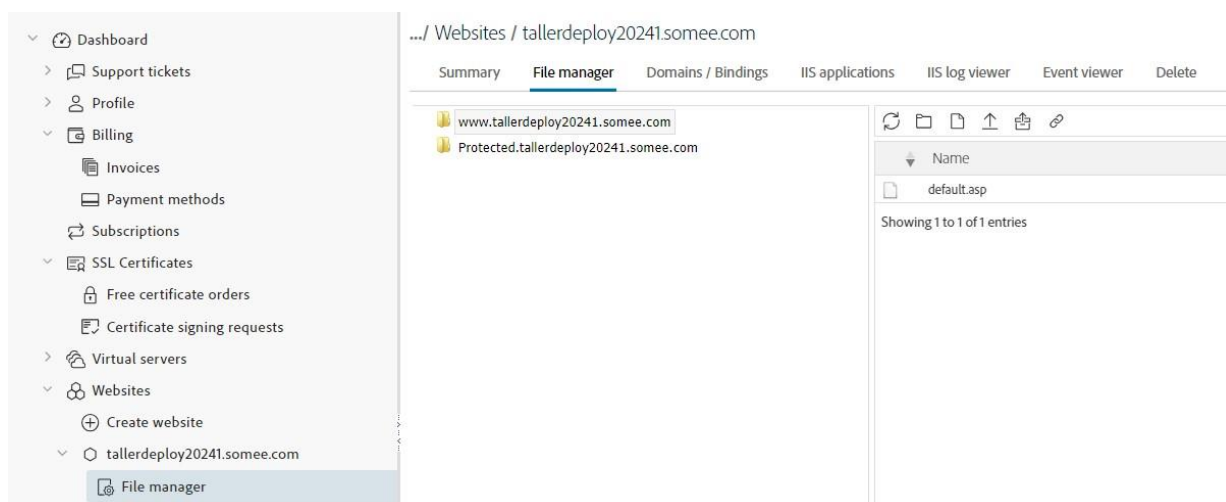 Dashboard
Support tickets
Profile
Billing
Invoices
Payment methods
Subscriptions
SSL Certificates
Free certificate orders
Certificate signing requests
Virtual servers
Websites
Create website
tallerdeploy20241.somee.com
File manager
.../ Websites / tallerdeploy20241.somee.com
Summary File manager Domains / Bindings IIS applications IIS log viewer Event viewer Delete
www.tallerdeploy20241.somee.com
Protected.tallerdeploy20241.somee.com
Name
default.asp
Showing 1 to 1 of 1 entries